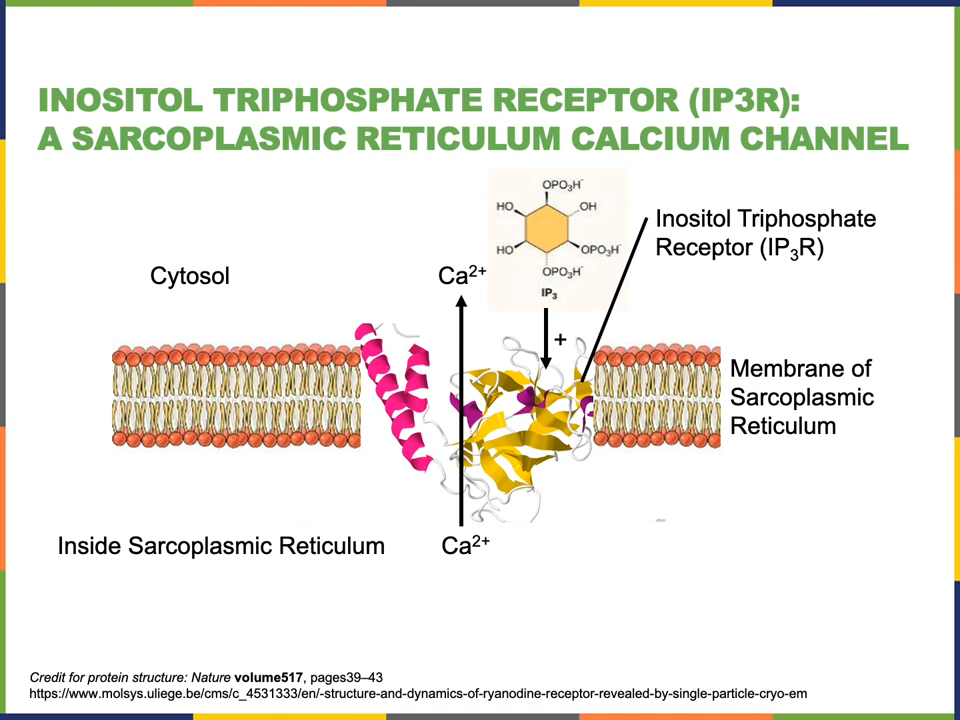 INOSITOL TRIPHOSPHATE RECEPTOR (IP3R):
A SARCOPLASMIC RETICULUM CALCIUM CHANNEL
OPO₃H⁻
HO
OH
HO
OPO₃H⁻
OPO₃H⁻
IP₃
Inositol Triphosphate
Receptor (IP₃R)
Cytosol
Ca²⁺
+
Membrane of
Sarcoplasmic
Reticulum
Inside Sarcoplasmic Reticulum
Ca²⁺
Credit for protein structure: Nature volume517, pages39–43
https://www.molsys.uliege.be/cms/c_4531333/en/-structure-and-dynamics-of-ryanodine-receptor-revealed-by-single-particle-cryo-em